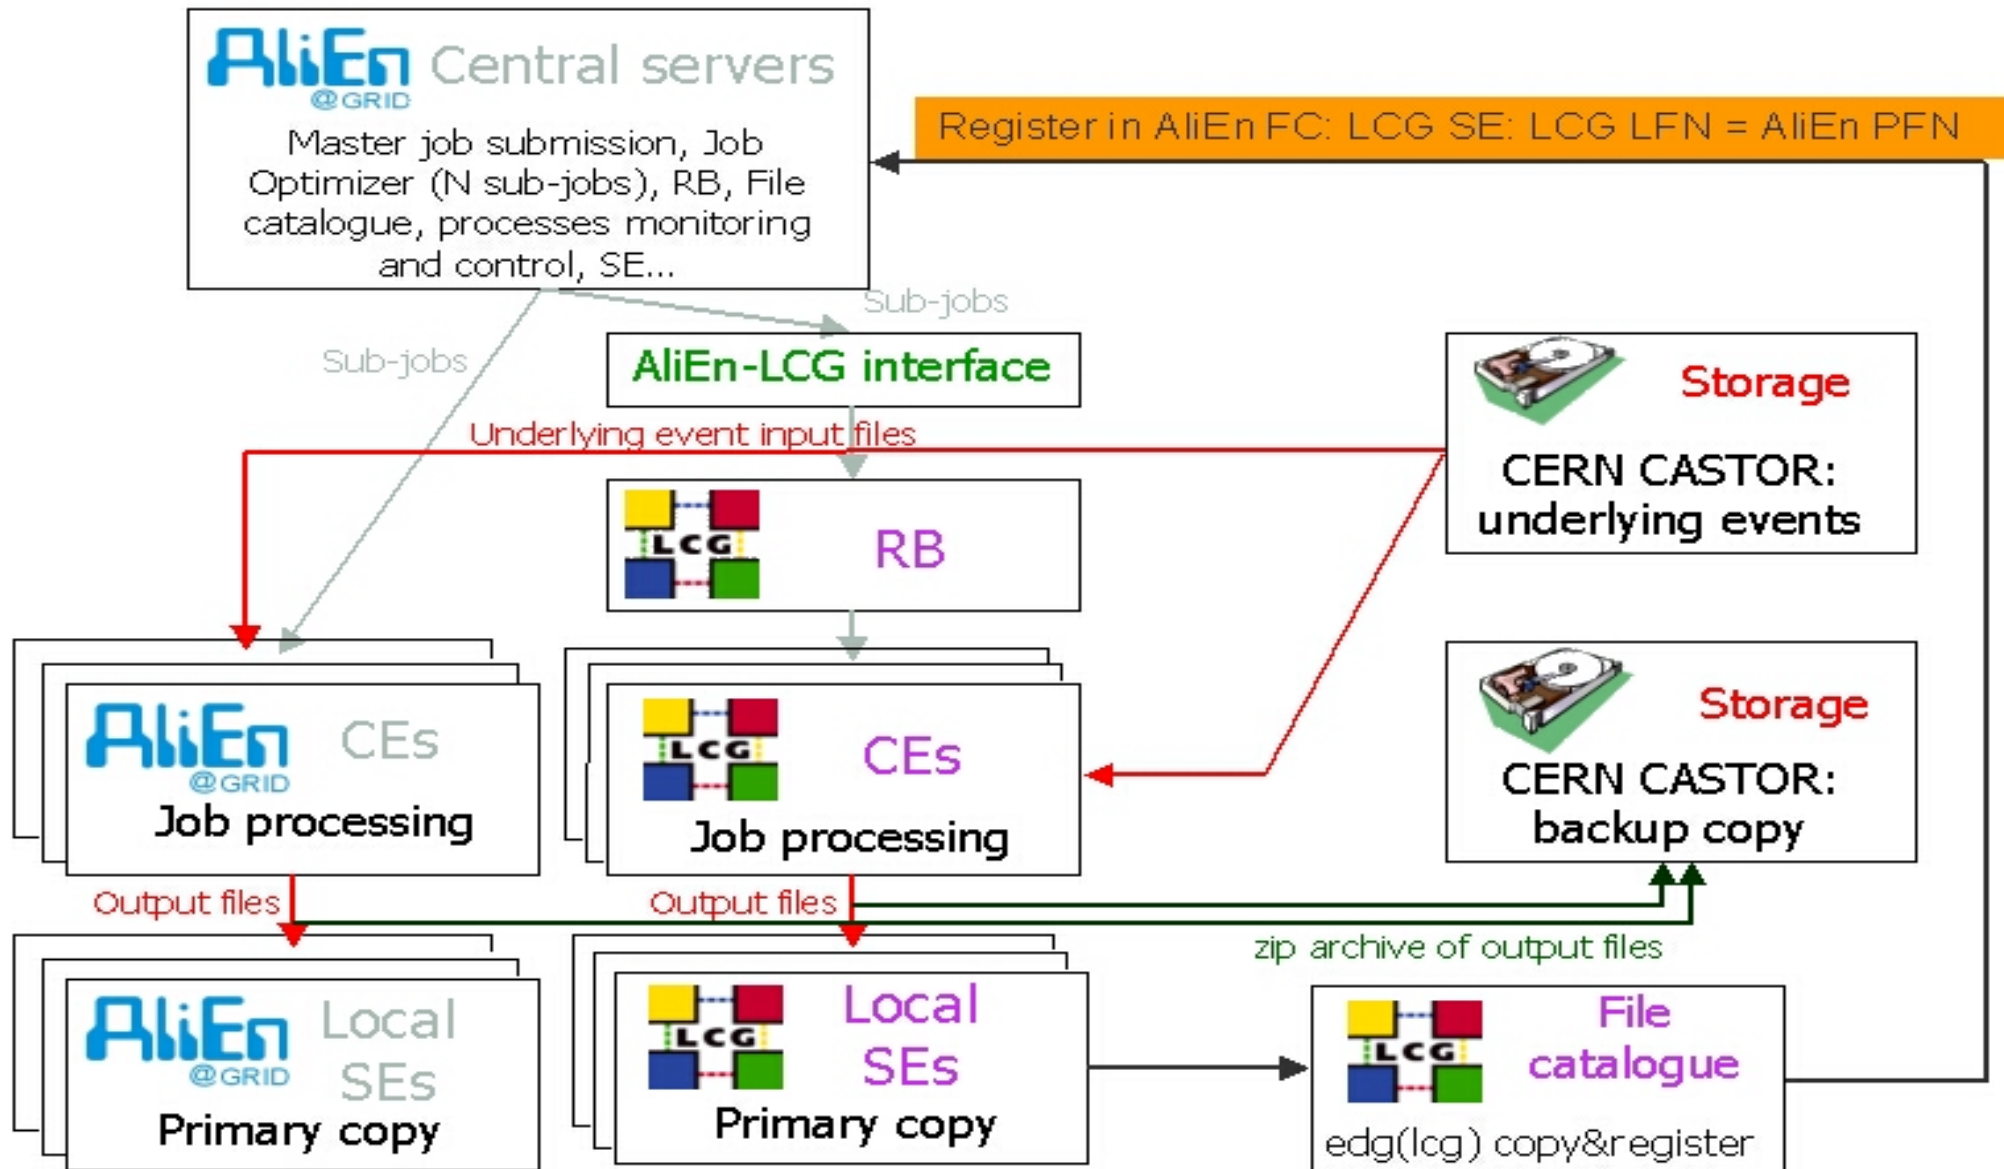 AliEn Central servers
@GRID
Master job submission, Job
Optimizer (N sub-jobs), RB, File
catalogue, processes monitoring
and control, SE...
Register in AliEn FC: LCG SE: LCG LFN = AliEn PFN
Sub-jobs
Sub-jobs
AliEn-LCG interface
Underlying event input files
Storage
CERN CASTOR:
underlying events
LCG
RB
AliEn CEs
@GRID
Job processing
LCG
CEs
Job processing
Storage
CERN CASTOR:
backup copy
Output files
Output files
zip archive of output files
AliEn Local
@GRID SEs
Primary copy
LCG
Local
SEs
Primary copy
LCG
File
catalogue
edg(lcg) copy&register